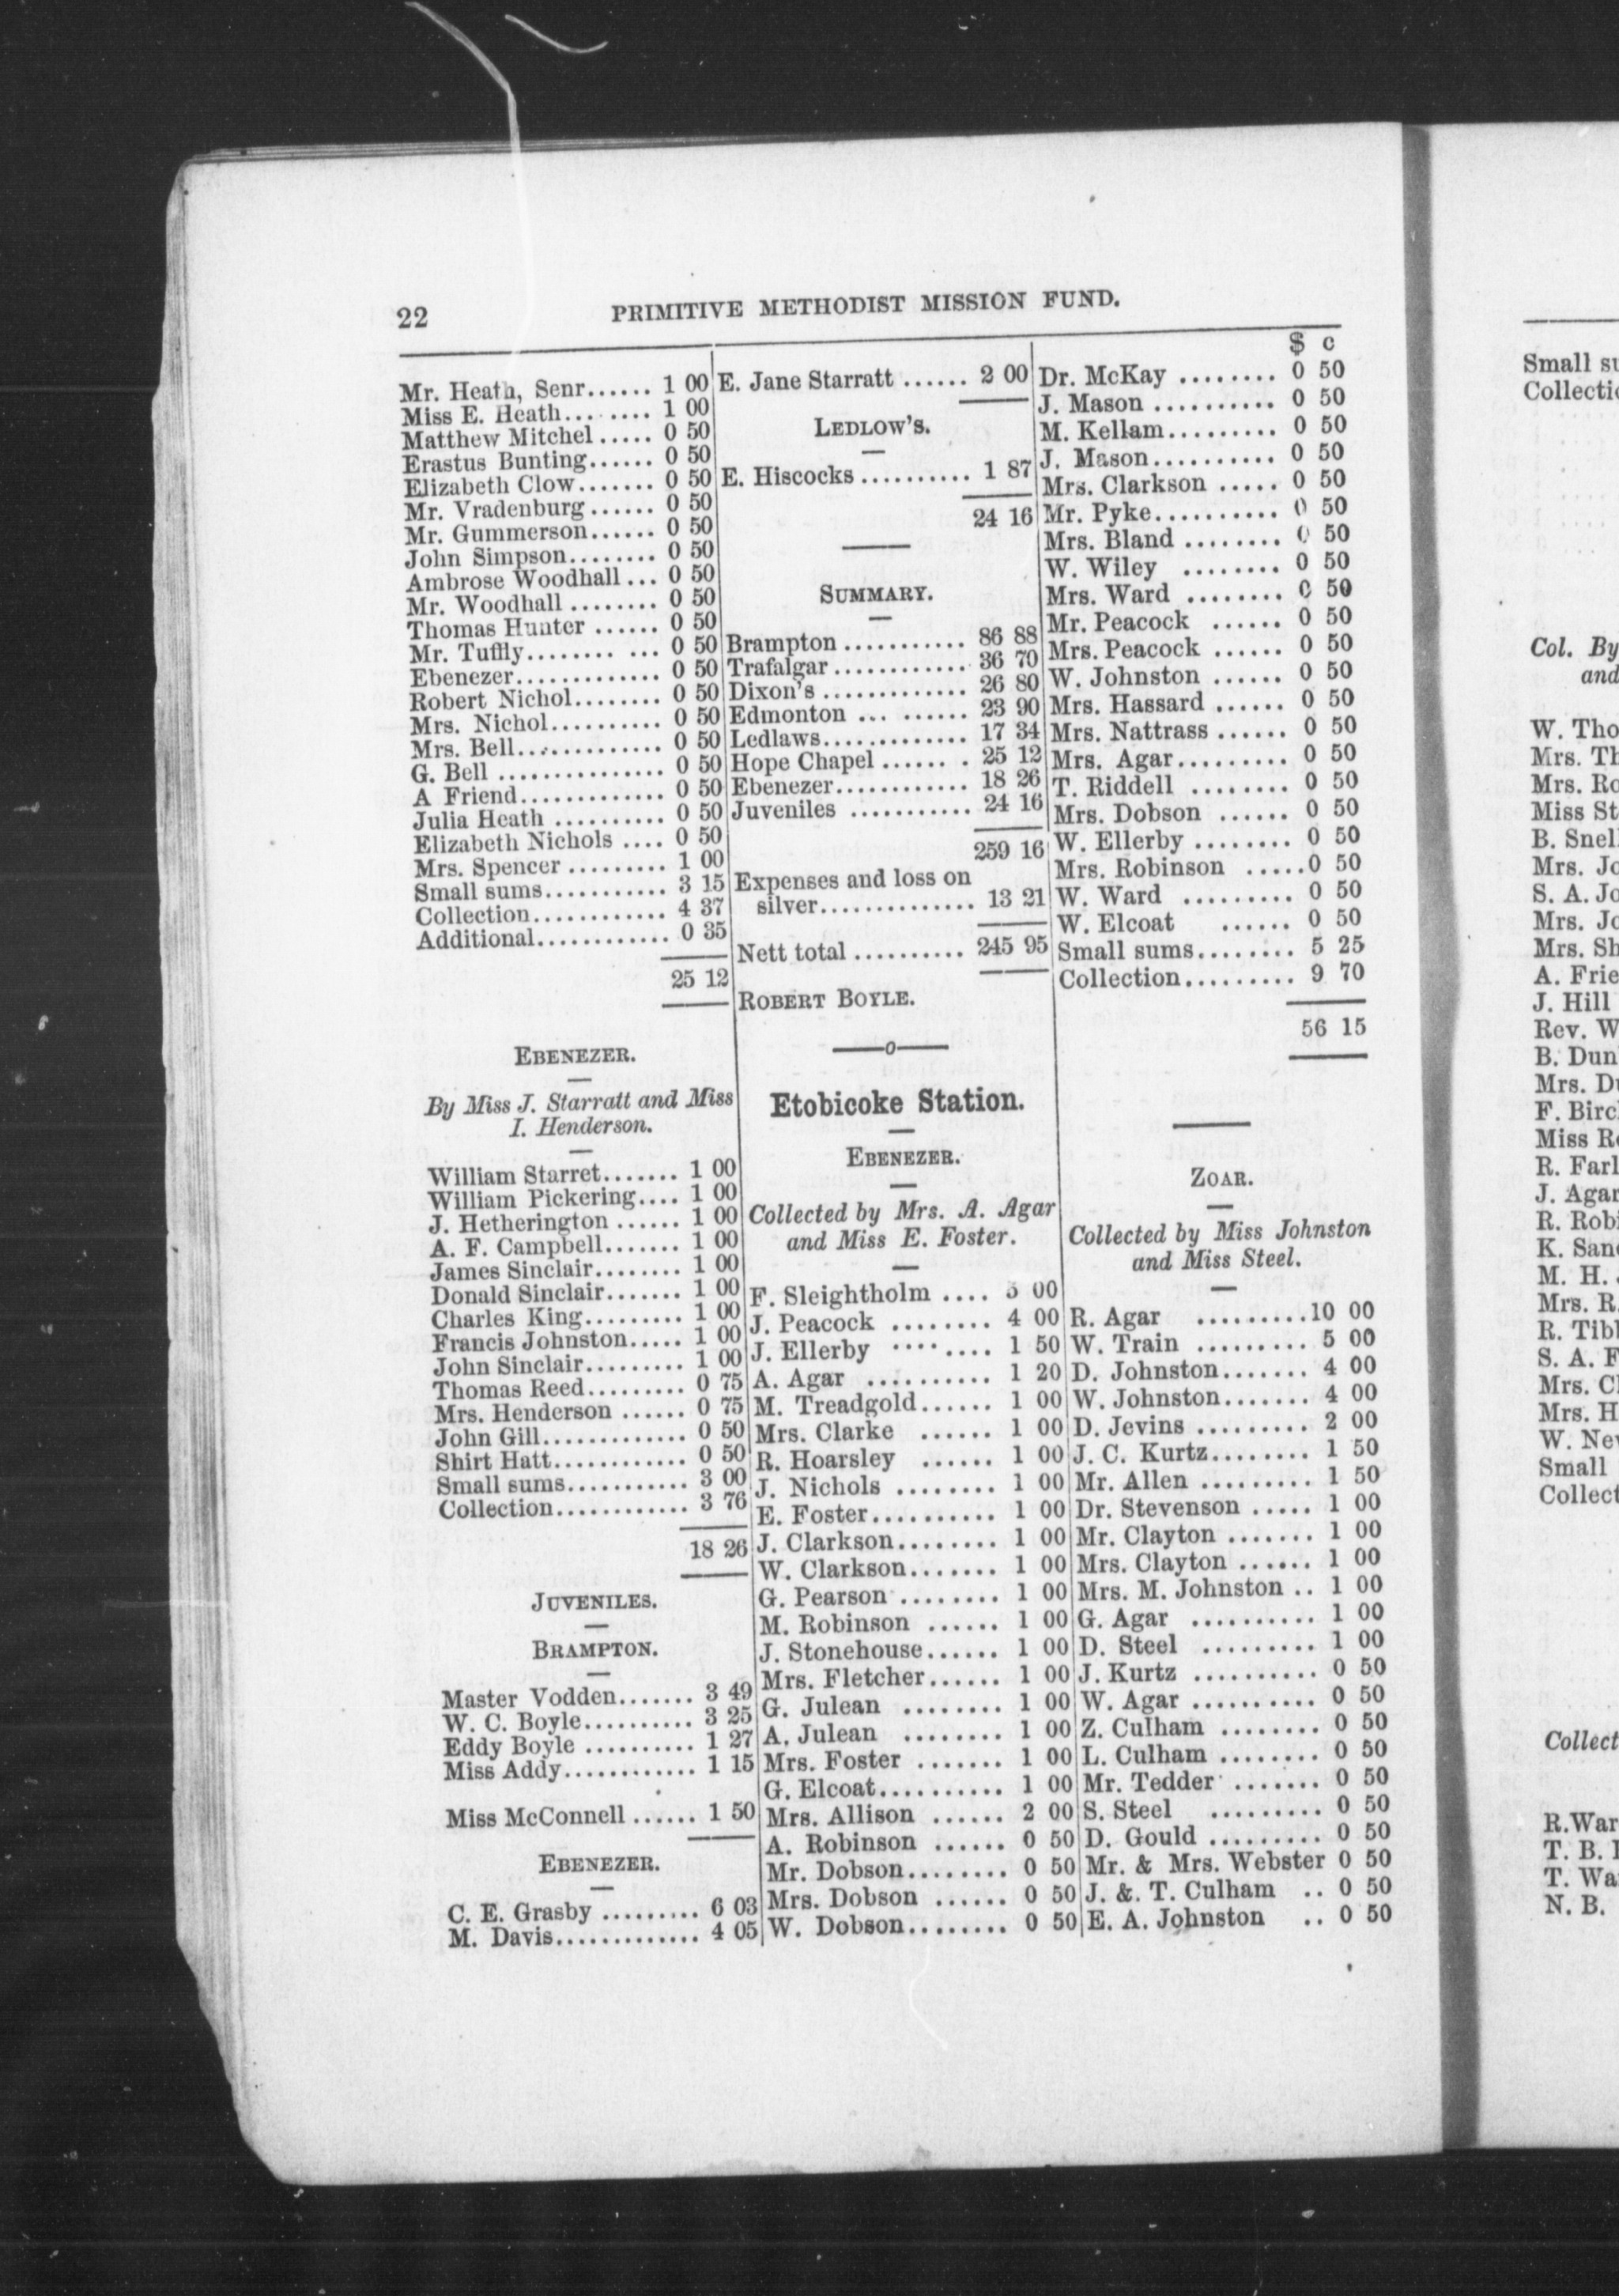 22
PRIMITIVE METHODIST MISSION FUND.
Mr. Heath, Senr...... 1 00
Miss E. Heath... ..... 1 00
Matthew Mitchel ..... 0 50
Erastus Bunting...... 0 50
Elizabeth Clow....... 0 50
Mr. Vradenburg ...... 0 50
Mr. Gummerson...... 0 50
John Simpson........ 0 50
Ambrose Woodhall ... 0 50
Mr. Woodhall ........ 0 50
Thomas Hunter ...... 0 50
Mr. Tuffly........ ... 0 50
Ebenezer............. 0 50
Robert Nichol........ 0 50
Mrs. Nichol.......... 0 50
Mrs. Bell............. 0 50
G. Bell ............... 0 50
A Friend............. 0 50
Julia Heath .......... 0 50
Elizabeth Nichols .... 0 50
Mrs. Spencer ......... 1 00
Small sums........... 3 15
Collection............ 4 37
Additional............ 0 35
25 12
EBENEZER.
By Miss J. Starratt and Miss
I. Henderson.
William Starret....... 1 00
William Pickering.... 1 00
J. Hetherington ...... 1 00
A. F. Campbell....... 1 00
James Sinclair........ 1 00
Donald Sinclair....... 1 00
Charles King......... 1 00
Francis Johnston..... 1 00
John Sinclair......... 1 00
Thomas Reed......... 0 75
Mrs. Henderson ...... 0 75
John Gill............. 0 50
Shirt Hatt............ 0 50
Small sums........... 3 00
Collection............ 3 76
18 26
JUVENILES.
BRAMPTON.
Master Vodden....... 3 49
W. C. Boyle.......... 3 25
Eddy Boyle .......... 1 27
Miss Addy............ 1 15
Miss McConnell ...... 1 50
EBENEZER.
C. E. Grasby ......... 6 03
M. Davis............. 4 05
E. Jane Starratt ...... 2 00
LEDLOW'S.
E. Hiscocks .......... 1 87
24 16
SUMMARY.
Brampton ........... 86 88
Trafalgar ............ 36 70
Dixon's ............. 26 80
Edmonton ... ...... 23 90
Ledlaws............. 17 34
Hope Chapel ...... . 25 12
Ebenezer............ 18 26
Juveniles ........... 24 16
259 16
Expenses and loss on
silver.............. 13 21
Nett total .......... 245 95
ROBERT BOYLE.
o
Etobicoke Station.
EBENEZER.
Collected by Mrs. A. Agar
and Miss E. Foster.
F. Sleightholm .... 5 00
J. Peacock ........ 4 00
J. Ellerby ........ 1 50
A. Agar .......... 1 20
M. Treadgold...... 1 00
Mrs. Clarke ...... 1 00
R. Hoarsley ...... 1 00
J. Nichols ........ 1 00
E. Foster.......... 1 00
J. Clarkson........ 1 00
W. Clarkson....... 1 00
G. Pearson ........ 1 00
M. Robinson ...... 1 00
J. Stonehouse...... 1 00
Mrs. Fletcher...... 1 00
G. Julean ........ 1 00
A. Julean ........ 1 00
Mrs. Foster ....... 1 00
G. Elcoat.......... 1 00
Mrs. Allison ...... 2 00
A. Robinson ...... 0 50
Mr. Dobson........ 0 50
Mrs. Dobson ...... 0 50
W. Dobson........ 0 50
$ c
Dr. McKay ........ 0 50
J. Mason .......... 0 50
M. Kellam......... 0 50
J. Mason.......... 0 50
Mrs. Clarkson ..... 0 50
Mr. Pyke.......... 0 50
Mrs. Bland ........ 0 50
W. Wiley ........ 0 50
Mrs. Ward ........ 0 50
Mr. Peacock ...... 0 50
Mrs. Peacock ...... 0 50
W. Johnston ...... 0 50
Mrs. Hassard ...... 0 50
Mrs. Nattrass ...... 0 50
Mrs. Agar......... 0 50
T. Riddell ........ 0 50
Mrs. Dobson ...... 0 50
W. Ellerby ........ 0 50
Mrs. Robinson .....0 50
W. Ward ......... 0 50
W. Elcoat ...... 0 50
Small sums........ 5 25
Collection......... 9 70
56 15
ZOAR.
Collected by Miss Johnston
and Miss Steel.
R. Agar .........10 00
W. Train ......... 5 00
D. Johnston....... 4 00
W. Johnston....... 4 00
D. Jevins ......... 2 00
J. C. Kurtz........ 1 50
Mr. Allen ......... 1 50
Dr. Stevenson ..... 1 00
Mr. Clayton ....... 1 00
Mrs. Clayton ...... 1 00
Mrs. M. Johnston .. 1 00
G. Agar .......... 1 00
D. Steel ......... 1 00
J. Kurtz .......... 0 50
W. Agar .......... 0 50
Z. Culham ........ 0 50
L. Culham ........ 0 50
Mr. Tedder ....... 0 50
S. Steel ......... 0 50
D. Gould ......... 0 50
Mr. & Mrs. Webster 0 50
J. & T. Culham .. 0 50
E. A. Johnston .. 0 50
Small
Col. By
and
W.
Mrs.
Mrs.
Miss
B. Snel
Mrs.
S. A.
Mrs.
Mrs.
A.
J. Hill
Rev. W
B.
Mrs.
F.
Miss
R.
J. Agar
R.
K.
M. H.
Mrs. R
R.
S. A. F
Mrs.
Mrs. H
W.
Small
R. War
T. B.
T.
N. B.